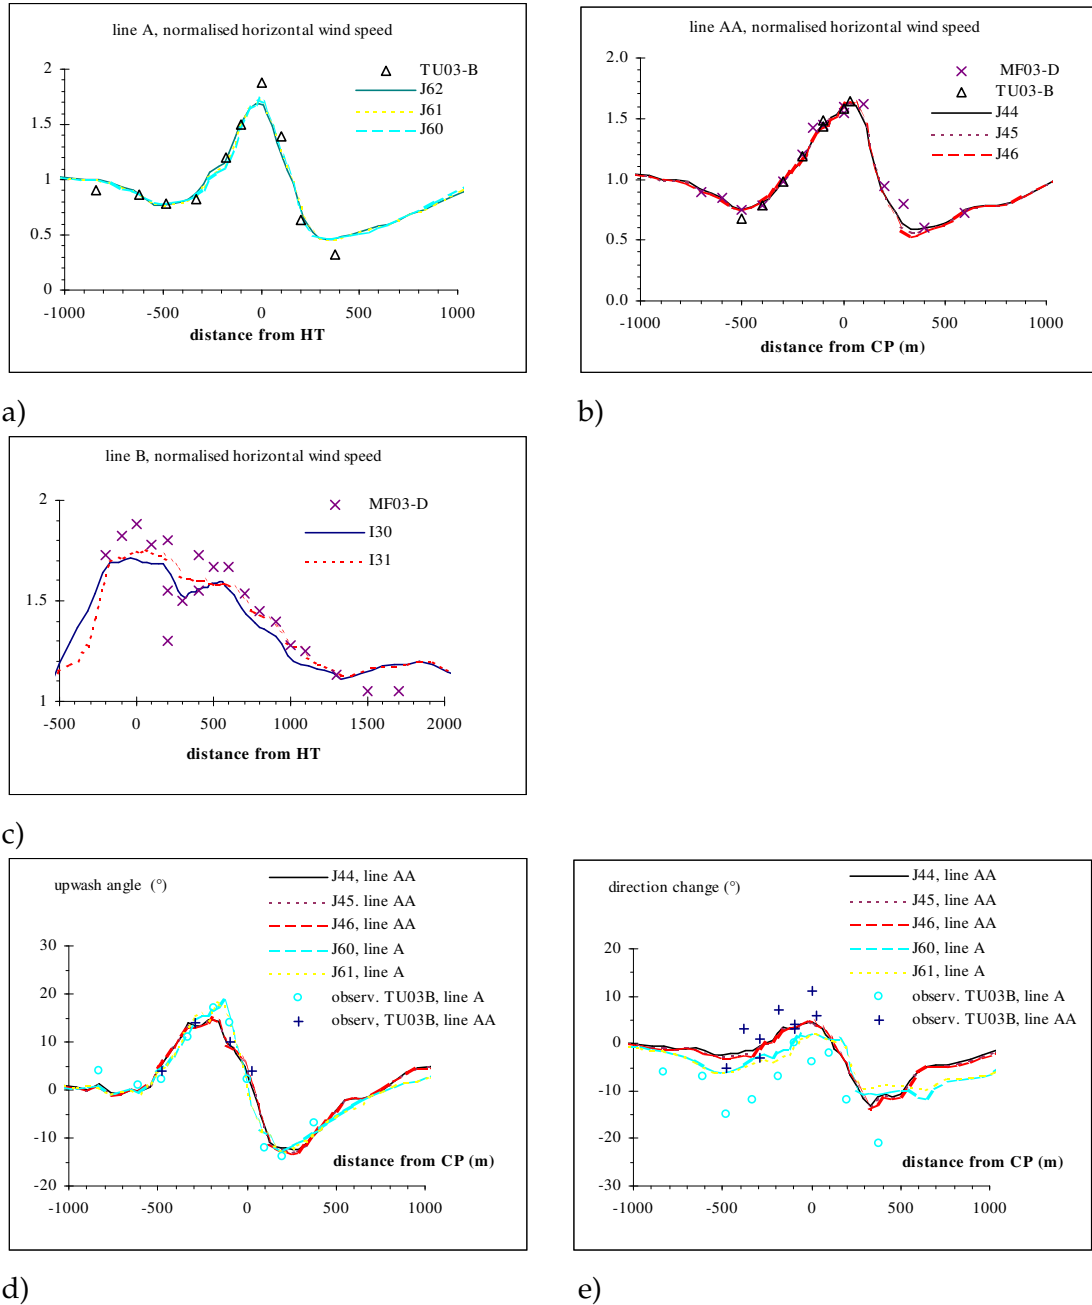 line A, normalised horizontal wind speed
TU03-B
J62
J61
J60
2
1.5
1
0.5
0
-1000 -500 0 500 1000
distance from HT
a)
line AA, normalised horizontal wind speed
MF03-D
TU03-B
J44
J45
J46
2.0
1.5
1.0
0.5
0.0
-1000 -500 0 500 1000
distance from CP (m)
b)
line B, normalised horizontal wind speed
MF03-D
I30
I31
2
1.5
1
-500 0 500 1000 1500 2000
distance from HT
c)
upwash angle (°)
J44, line AA
J45. line AA
J46, line AA
J60, line A
J61, line A
observ. TU03B, line A
observ, TU03B, line AA
30
20
10
0
-10
-20
distance from CP (m)
-1000 -500 0 500 1000
d)
direction change (°)
J44, line AA
J45, line AA
J46, line AA
J60, line A
J61, line A
observ. TU03B, line A
observ. TU03B, line AA
20
10
0
-10
-20
-30
distance from CP (m)
-1000 -500 0 500 1000
e)